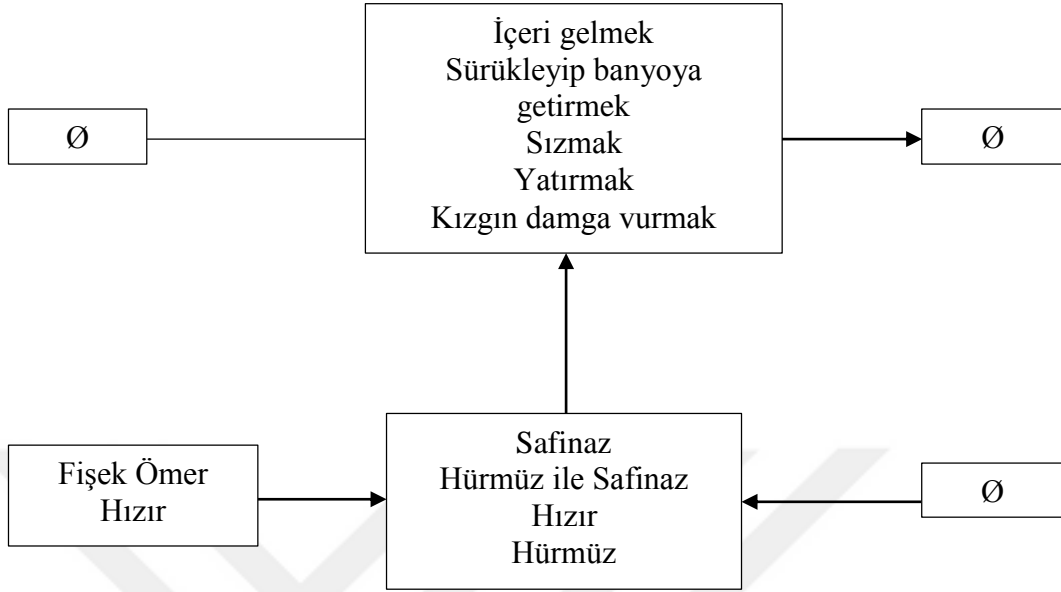 İçeri gelmek
Sürükleyip banyoya
getirmek
Sızmak
Yatırmak
Kızgın damga vurmak
Ø
Ø
Safinaz
Hürmüz ile Safinaz
Hızır
Hürmüz
Fişek Ömer
Hızır
Ø